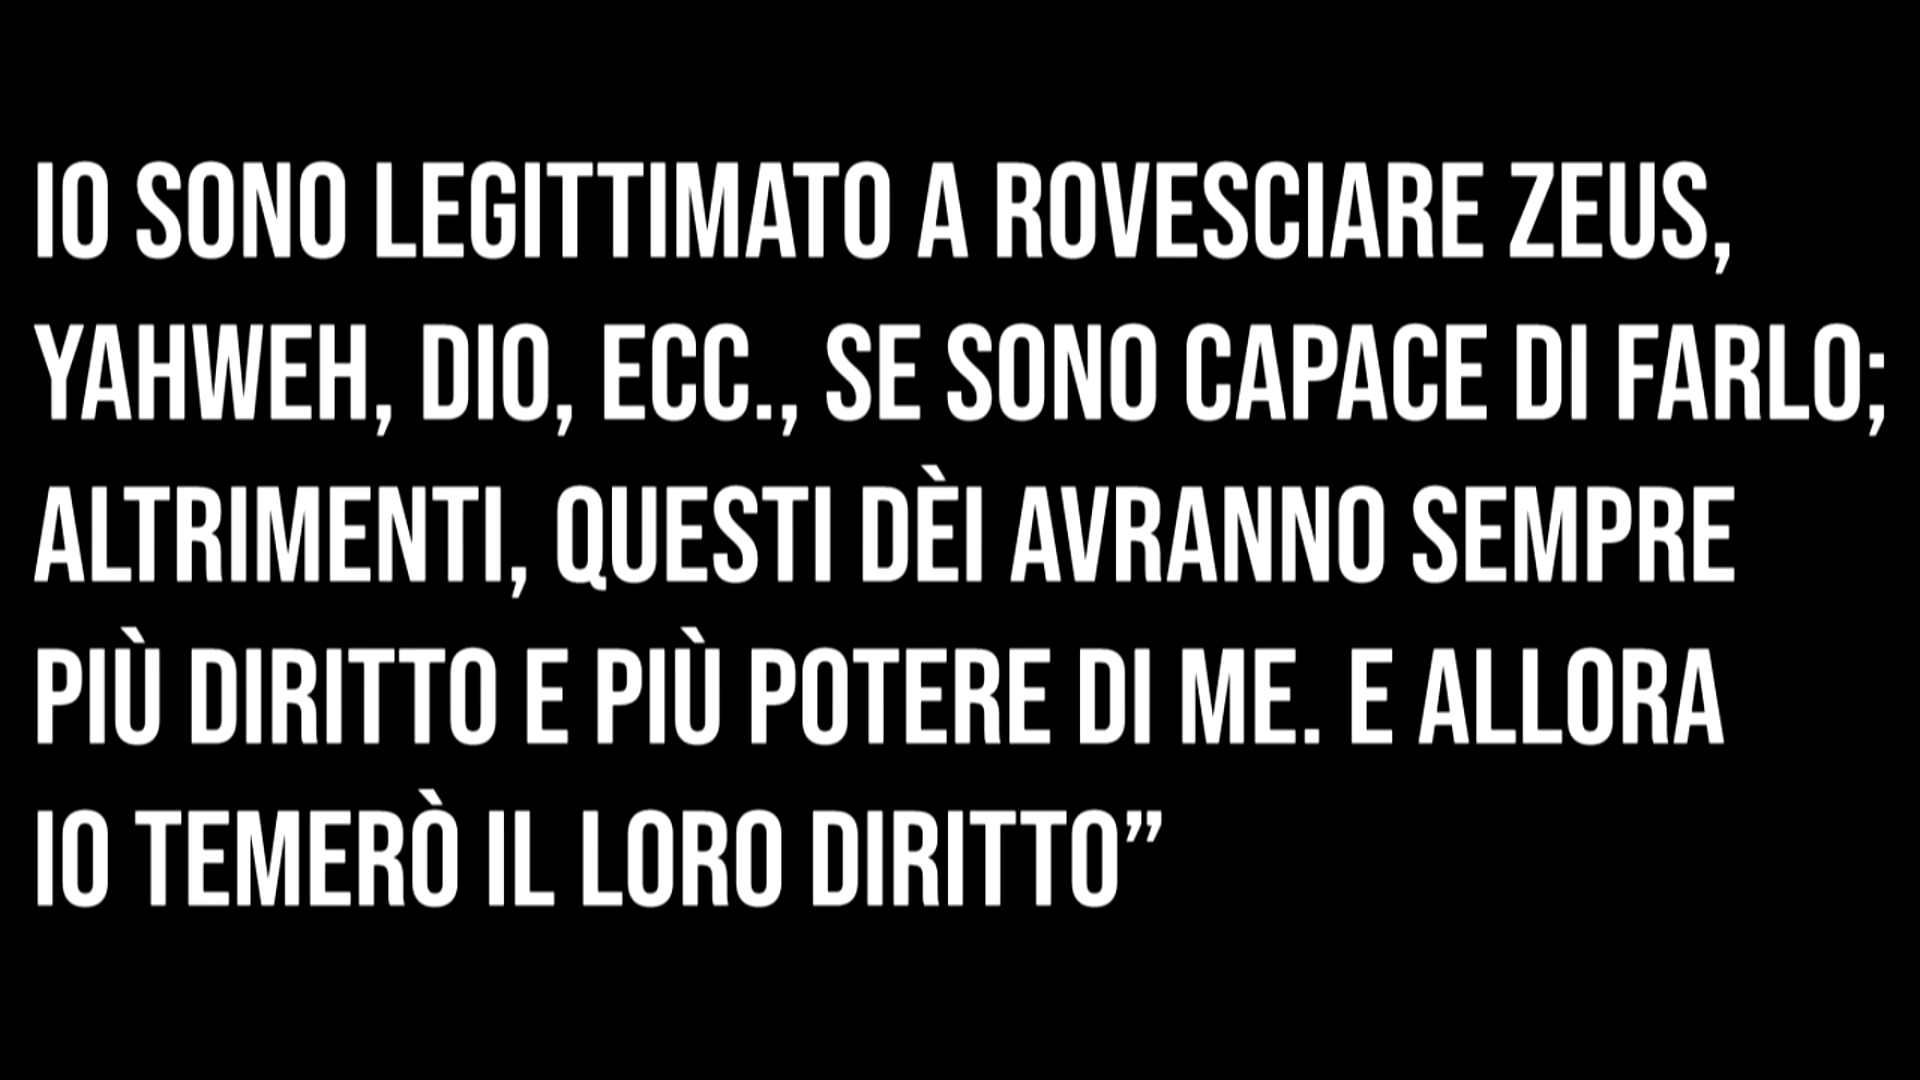 IO SONO LEGITTIMATO A ROVESCIARE ZEUS,
YAHWEH, DIO, ECC., SE SONO CAPACE DI FARLO;
ALTRIMENTI, QUESTI DÈI AVRANNO SEMPRE
PIÙ DIRITTO E PIÙ POTERE DI ME. E ALLORA
IO TEMERÒ IL LORO DIRITTO”